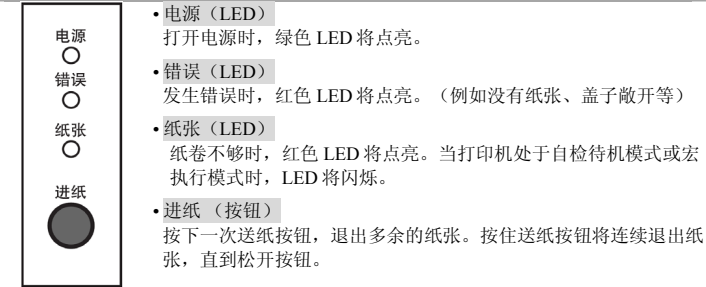 电源
错误
纸张
进纸
•电源（LED）
打开电源时，绿色 LED 将点亮。
•错误（LED）
发生错误时，红色 LED 将点亮。（例如没有纸张、盖子敞开等）
•纸张（LED）
纸卷不够时，红色 LED 将点亮。当打印机处于自检待机模式或宏
执行模式时，LED 将闪烁。
•进纸 （按钮）
按下一次送纸按钮，退出多余的纸张。按住送纸按钮将连续退出纸
张，直到松开按钮。